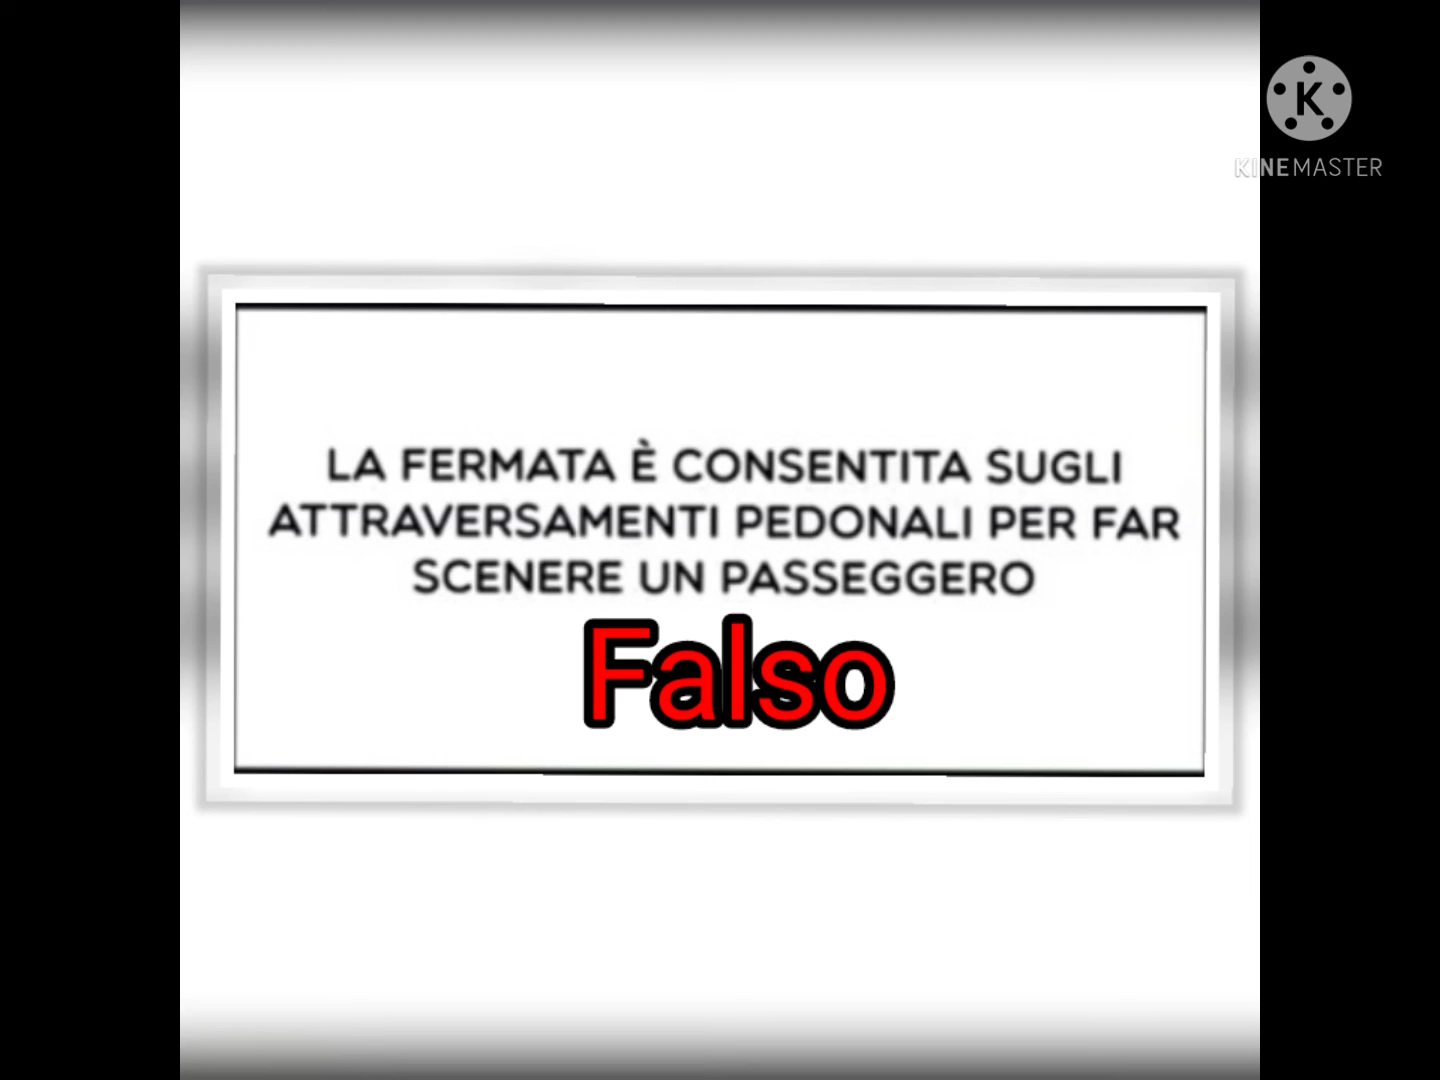 K
KINEMASTER
LA FERMATA È CONSENTITA SUGLI
ATTRAVERSAMENTI PEDONALI PER FAR
SCENERE UN PASSEGGERO
Falso